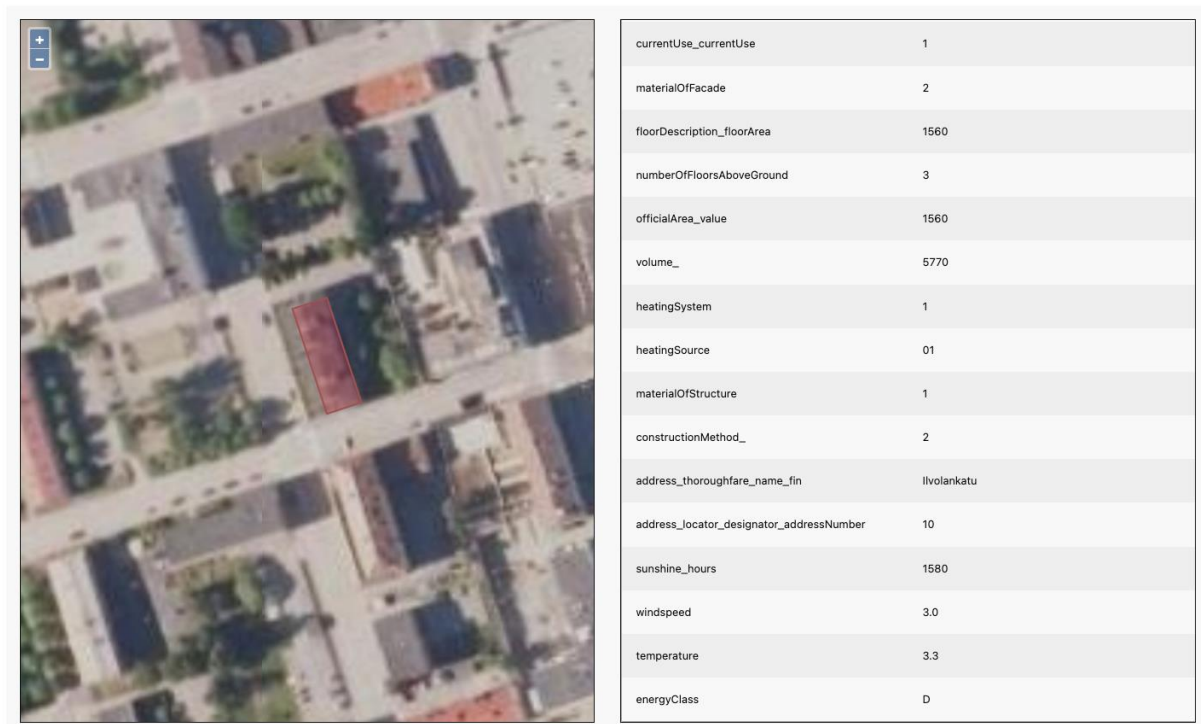 +
−
currentUse_currentUse 1
materialOfFacade 2
floorDescription_floorArea 1560
numberOfFloorsAboveGround 3
officialArea_value 1560
volume_ 5770
heatingSystem 1
heatingSource 01
materialOfStructure 1
constructionMethod_ 2
address_thoroughfare_name_fin Ilvolankatu
address_locator_designator_addressNumber 10
sunshine_hours 1580
windspeed 3.0
temperature 3.3
energyClass D